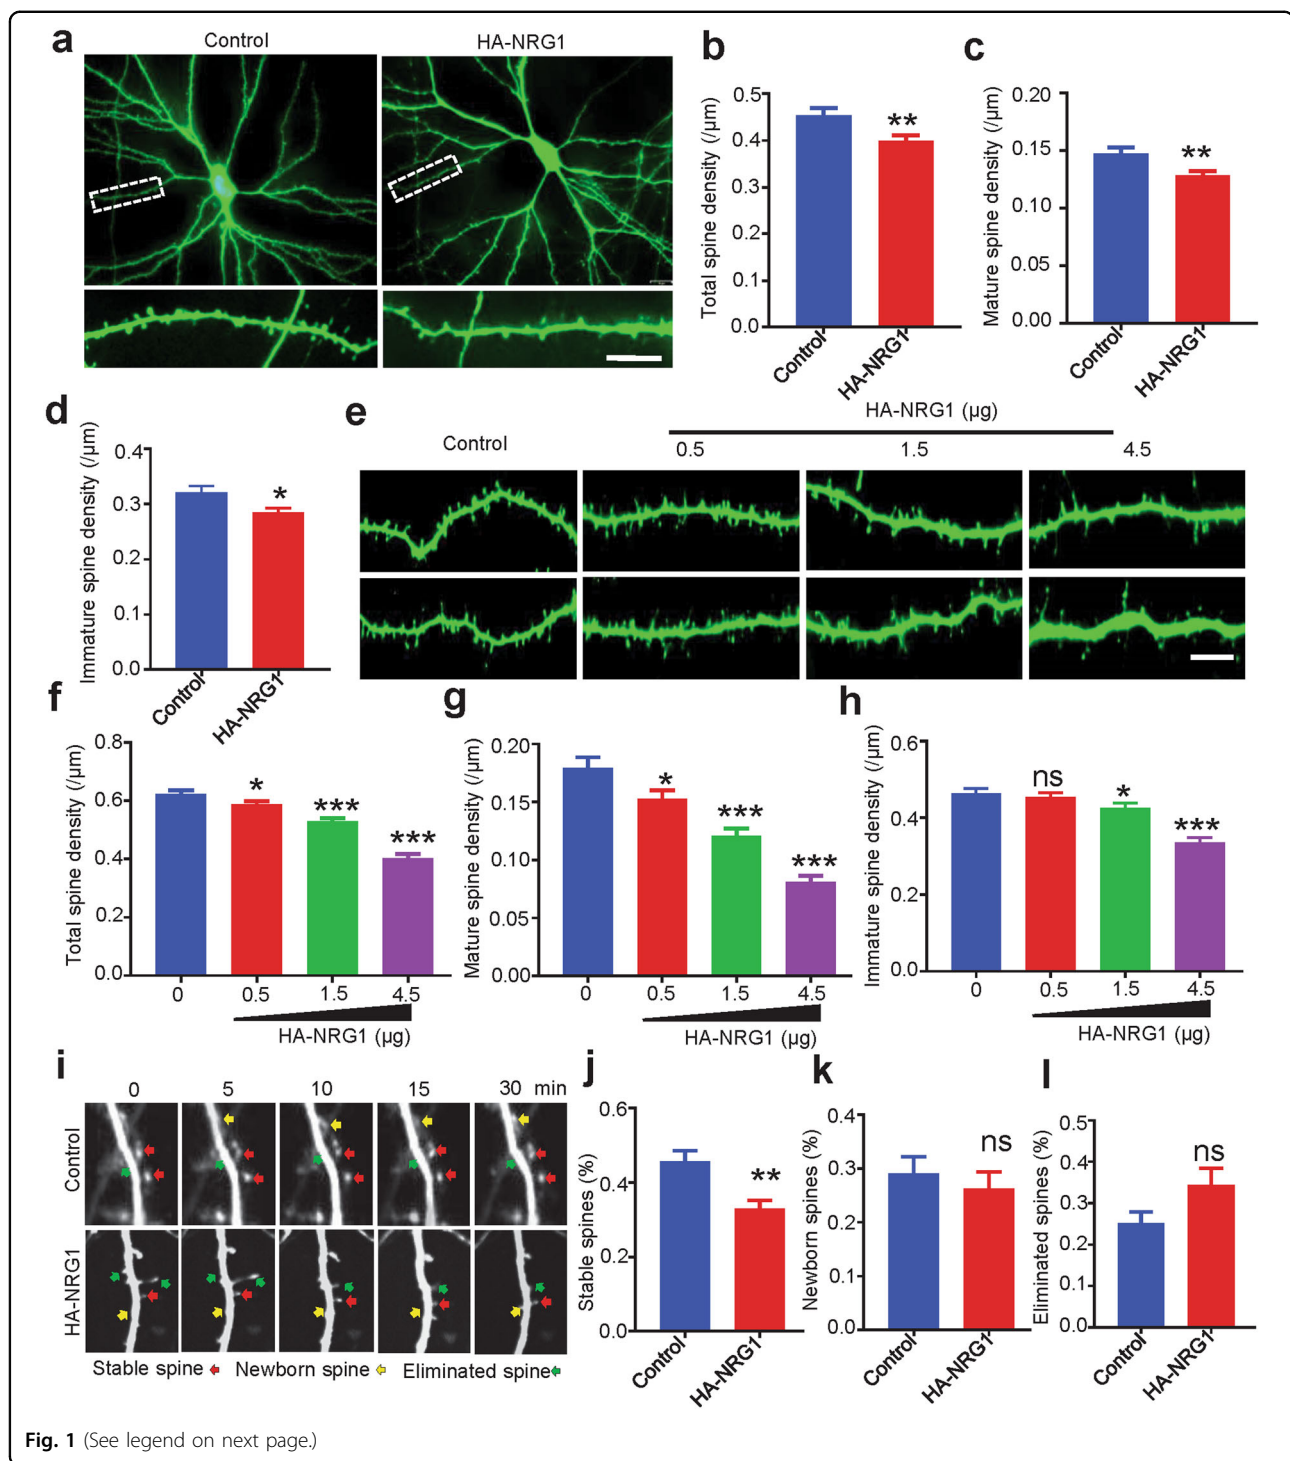 a
Control
HA-NRG1
b
Total spine density (/µm)
0.5
0.4
0.3
0.2
0.1
0.0
**
Control
HA-NRG1
c
Mature spine density (/µm)
0.20
0.15
0.10
0.05
0.00
**
Control
HA-NRG1
d
Immature spine density (/µm)
0.4
0.3
0.2
0.1
0.0
*
Control
HA-NRG1
e
HA-NRG1 (µg)
Control
0.5
1.5
4.5
f
Total spine density (/µm)
0.8
0.6
0.4
0.2
0.0
*
***
***
0
0.5
1.5
4.5
HA-NRG1 (µg)
g
Mature spine density (/µm)
0.20
0.15
0.10
0.05
0.00
*
***
***
0
0.5
1.5
4.5
HA-NRG1 (µg)
h
Immature spine density (/µm)
0.6
0.4
0.2
0.0
ns
*
***
0
0.5
1.5
4.5
HA-NRG1 (µg)
i
0 5 10 15 30 min
Control
HA-NRG1
Stable spine
Newborn spine
Eliminated spine
j
Stable spines (%)
0.6
0.4
0.2
0.0
**
Control
HA-NRG1
k
Newborn spines (%)
0.4
0.3
0.2
0.1
0.0
ns
Control
HA-NRG1
l
Eliminated spines (%)
0.5
0.4
0.3
0.2
0.1
0.0
ns
Control
HA-NRG1
Fig. 1 (See legend on next page.)